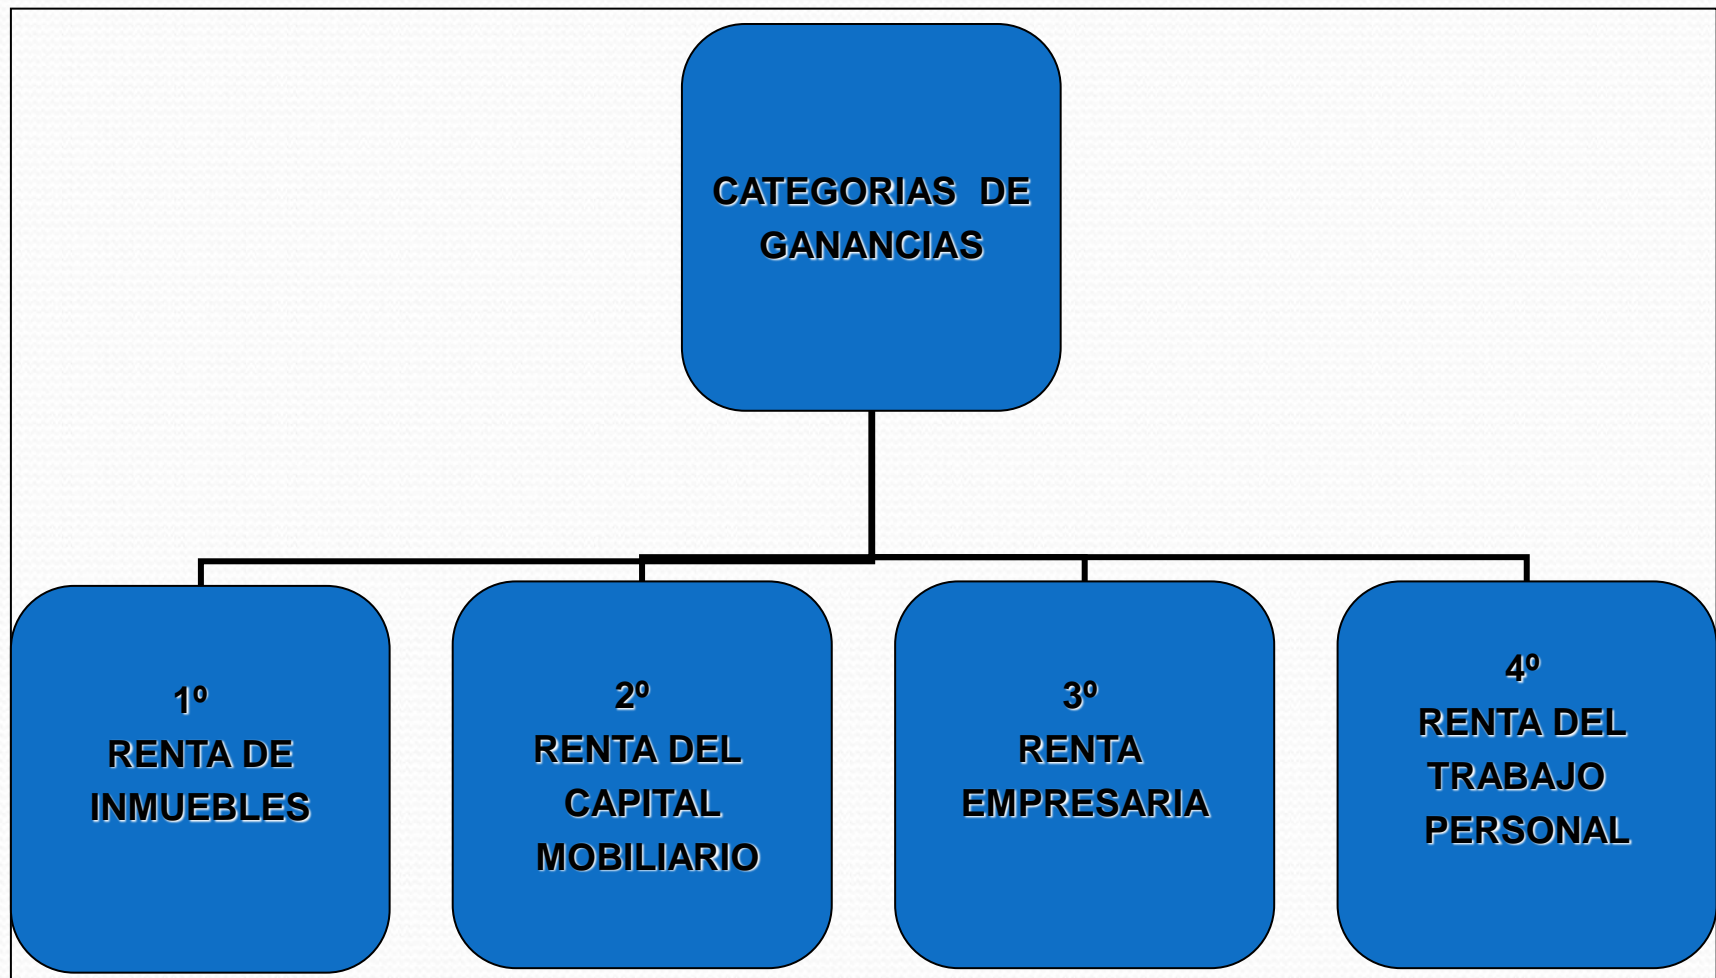 CATEGORIAS DE
GANANCIAS
1º
RENTA DE
INMUEBLES
2º
RENTA DEL
CAPITAL
MOBILIARIO
3º
RENTA
EMPRESARIA
4º
RENTA DEL
TRABAJO
PERSONAL